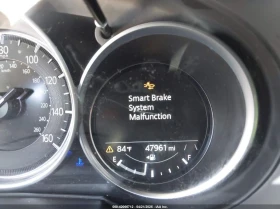 80
100
120
140
160
Smart Brake
System
Malfunction
84°F
47961 mi
E
F